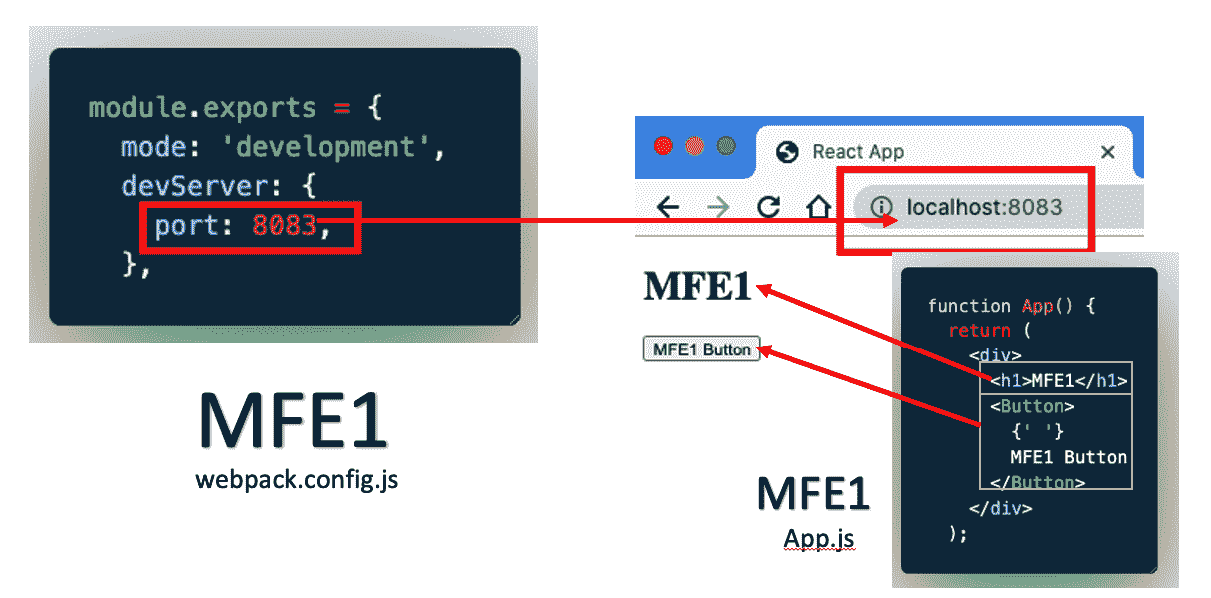 module.exports = {
mode: 'development',
devServer: {
port: 8083,
},
MFE1
webpack.config.js
React App
localhost:8083
MFE1
MFE1 Button
function App() {
return (
<div>
<h1>MFE1</h1>
<Button>
{' '}
MFE1 Button
</Button>
</div>
);
MFE1
App.js